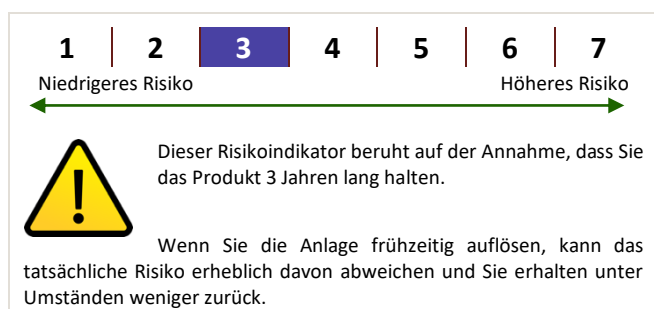 1 2 3 4 5 6 7
Niedrigeres Risiko Höheres Risiko
Dieser Risikoindikator beruht auf der Annahme, dass Sie
das Produkt 3 Jahren lang halten.
Wenn Sie die Anlage frühzeitig auflösen, kann das
tatsächliche Risiko erheblich davon abweichen und Sie erhalten unter
Umständen weniger zurück.